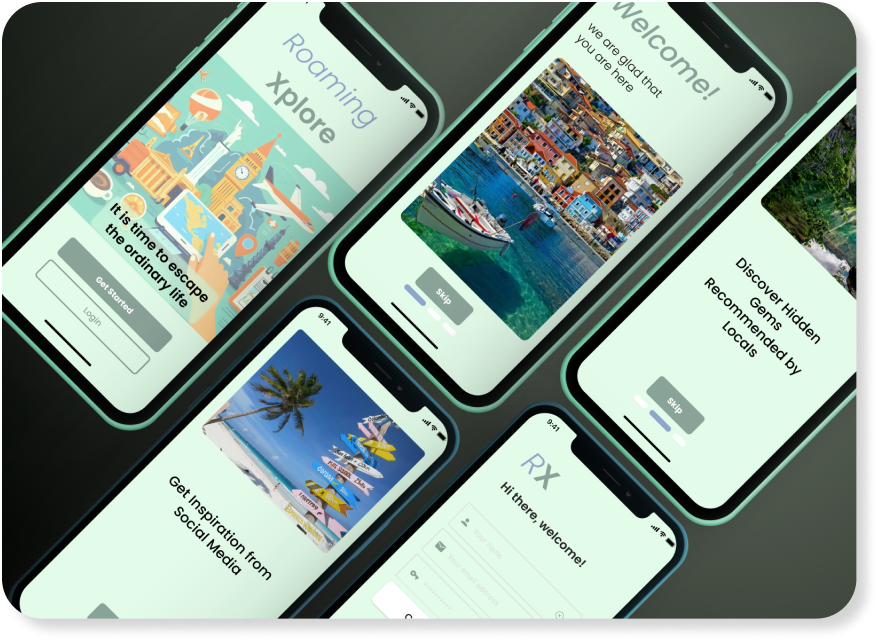 Roaming
Xplore
It is time to escape
the ordinary life
Get Started
Login
Welcome!
we are glad that
you are here
Skip
Discover Hidden
Gems
Recommended by
Locals
Skip
9:41
Get Inspiration from
Social Media
9:41
RX
Hi there, welcome!
Your name
Your email address